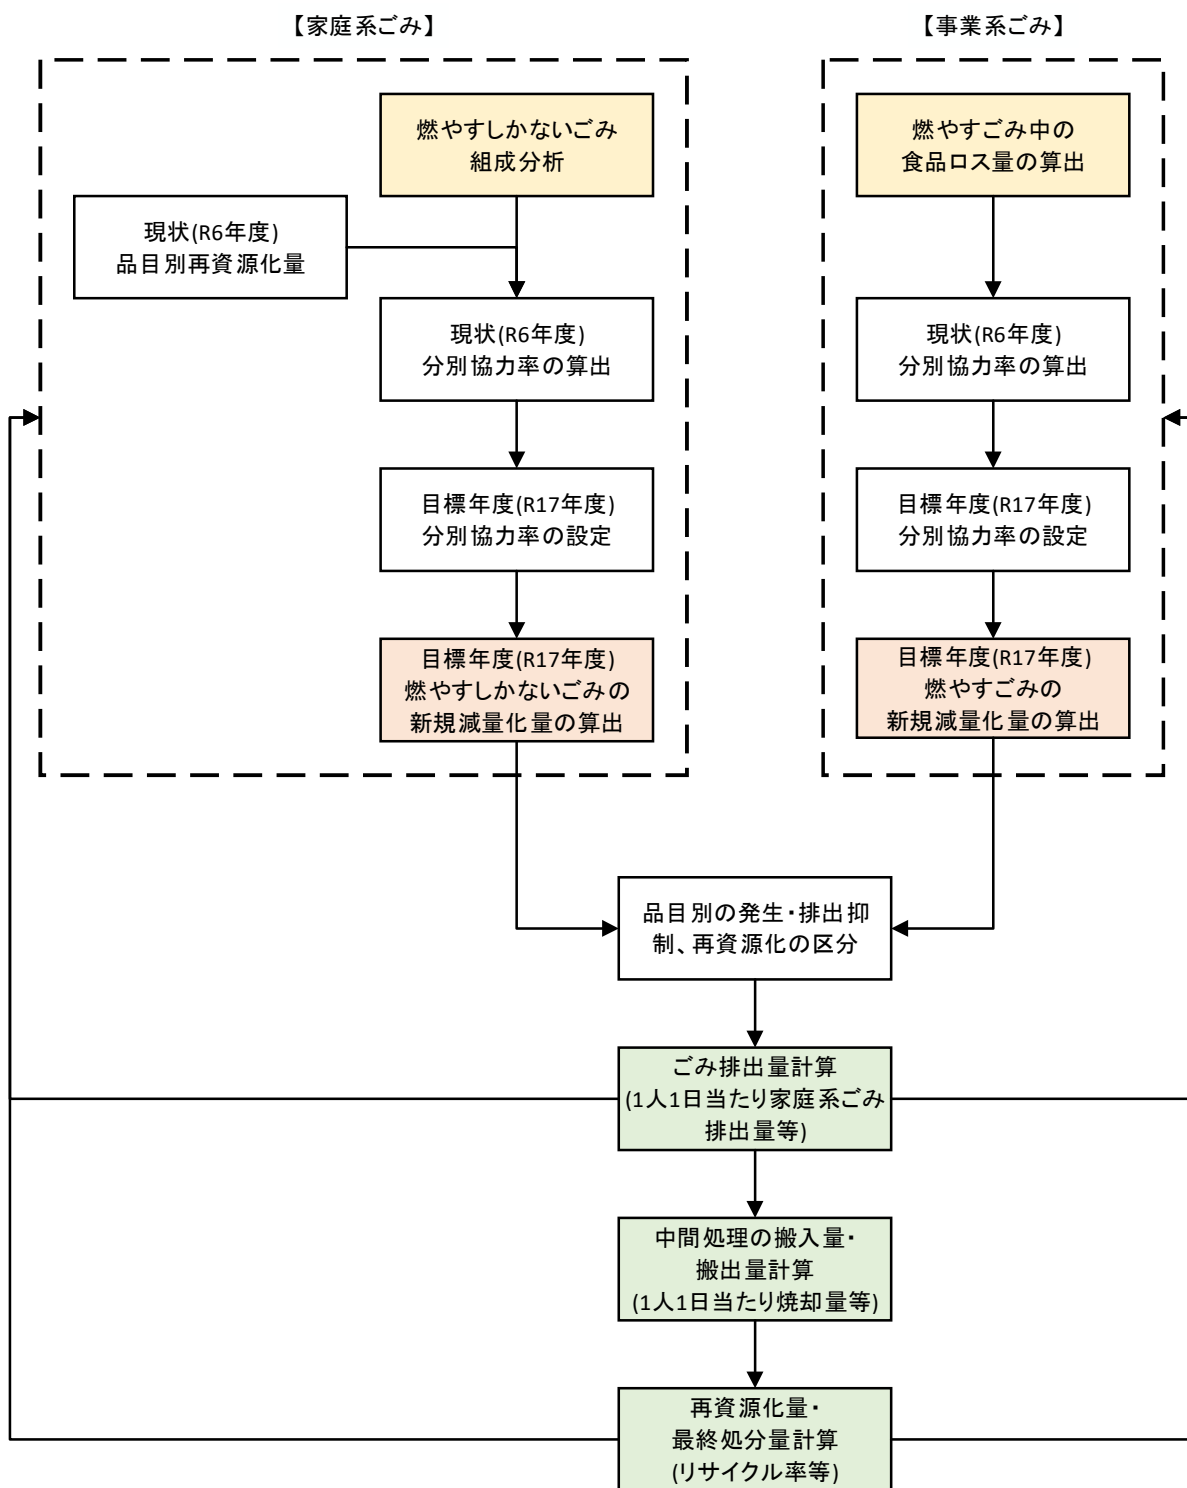 【家庭系ごみ】
【事業系ごみ】
燃やすしかないごみ
組成分析
燃やすごみ中の
食品ロス量の算出
現状(R6年度)
品目別再資源化量
現状(R6年度)
分別協力率の算出
現状(R6年度)
分別協力率の算出
目標年度(R17年度)
分別協力率の設定
目標年度(R17年度)
分別協力率の設定
目標年度(R17年度)
燃やすしかないごみの
新規減量化量の算出
目標年度(R17年度)
燃やすごみの
新規減量化量の算出
品目別の発生・排出抑
制、再資源化の区分
ごみ排出量計算
(1人1日当たり家庭系ごみ
排出量等)
中間処理の搬入量・
搬出量計算
(1人1日当たり焼却量等)
再資源化量・
最終処分量計算
(リサイクル率等)